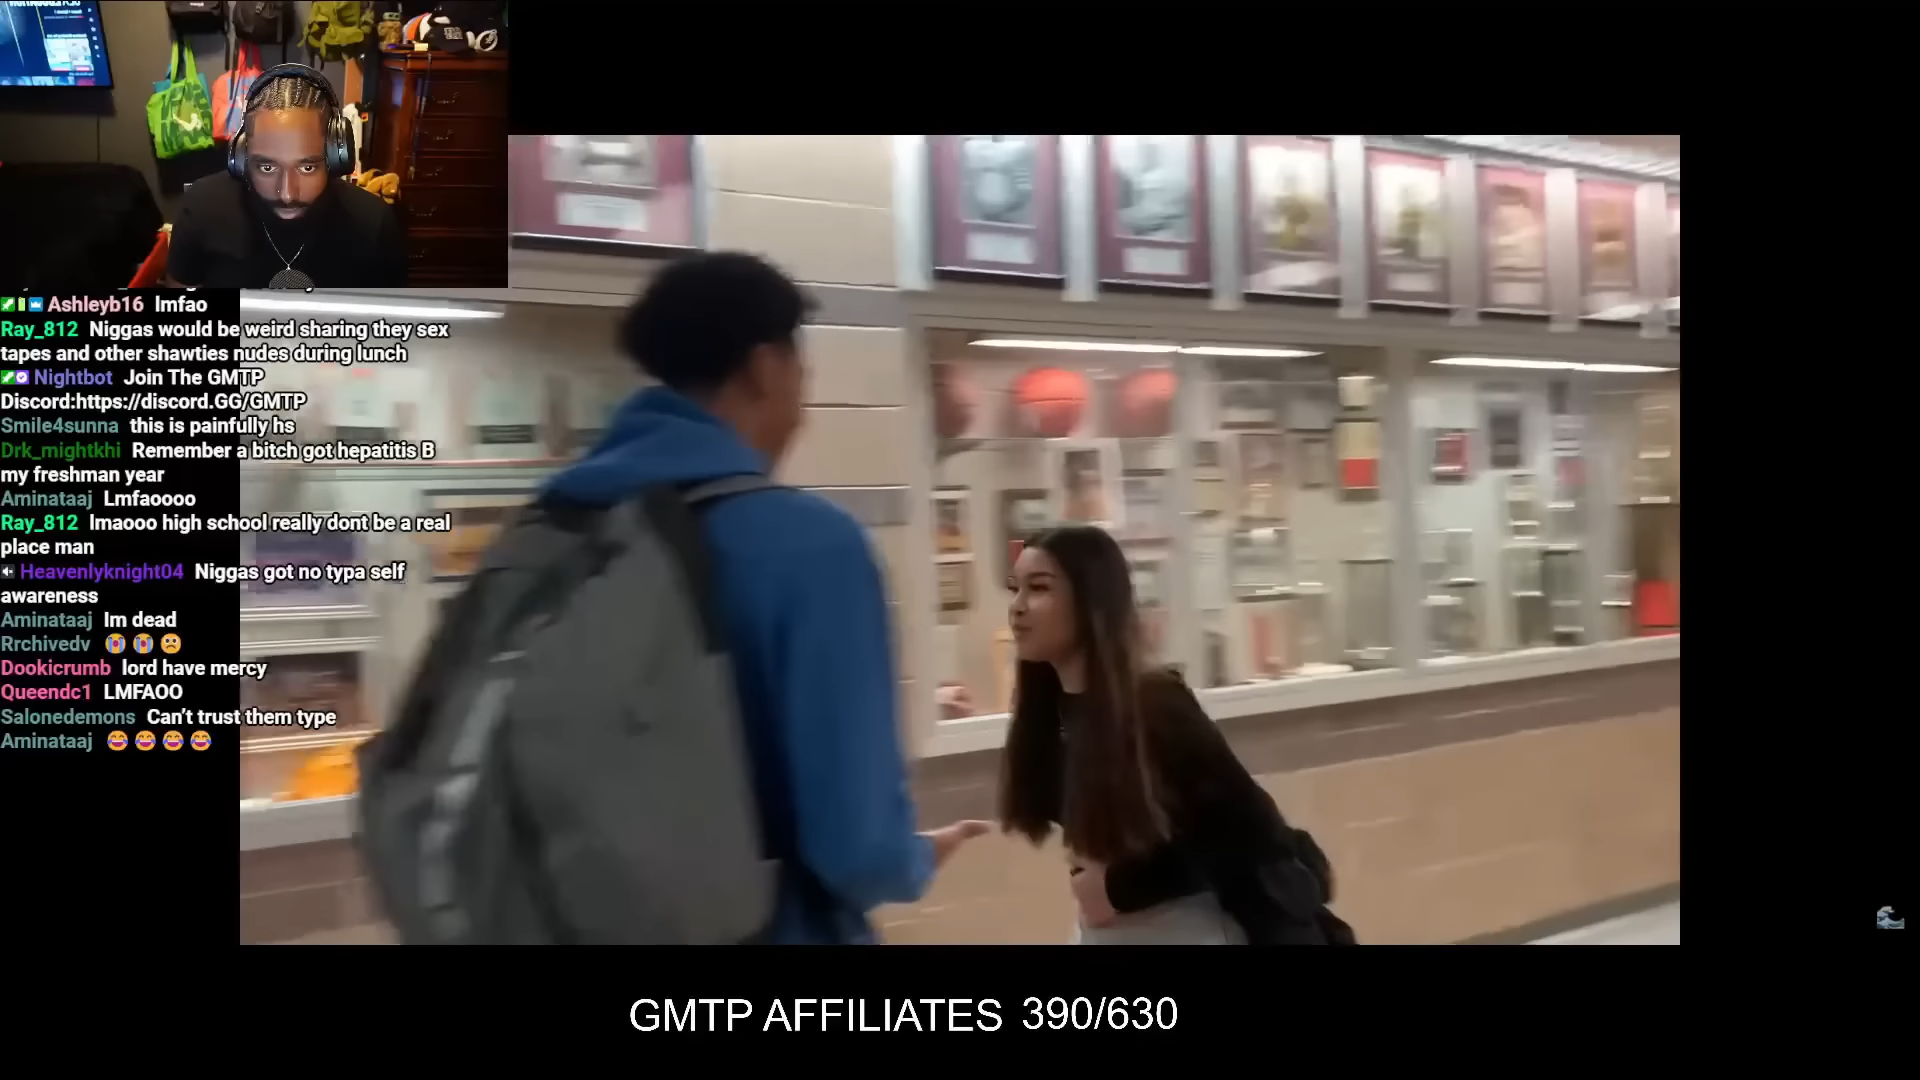 Ashleyb16 lmfao
Ray_812 Niggas would be weird sharing they sex
tapes and other shawties nudes during lunch
Nightbot Join The GMTP
Discord:https://discord.GG/GMTP
Smile4sunna this is painfully hs
Drk_mightkhi Remember a bitch got hepatitis B
my freshman year
Aminataaj Lmfaoooo
Ray_812 lmaooo high school really dont be a real
place man
Heavenlyknight04 Niggas got no typa self
awareness
Aminataaj Im dead
Rrchivedv 😭 😭 🙁
Dookicrumb lord have mercy
Queendc1 LMFAOO
Salonedemons Can’t trust them type
Aminataaj 😂 😂 😂 😂
GMTP AFFILIATES 390/630